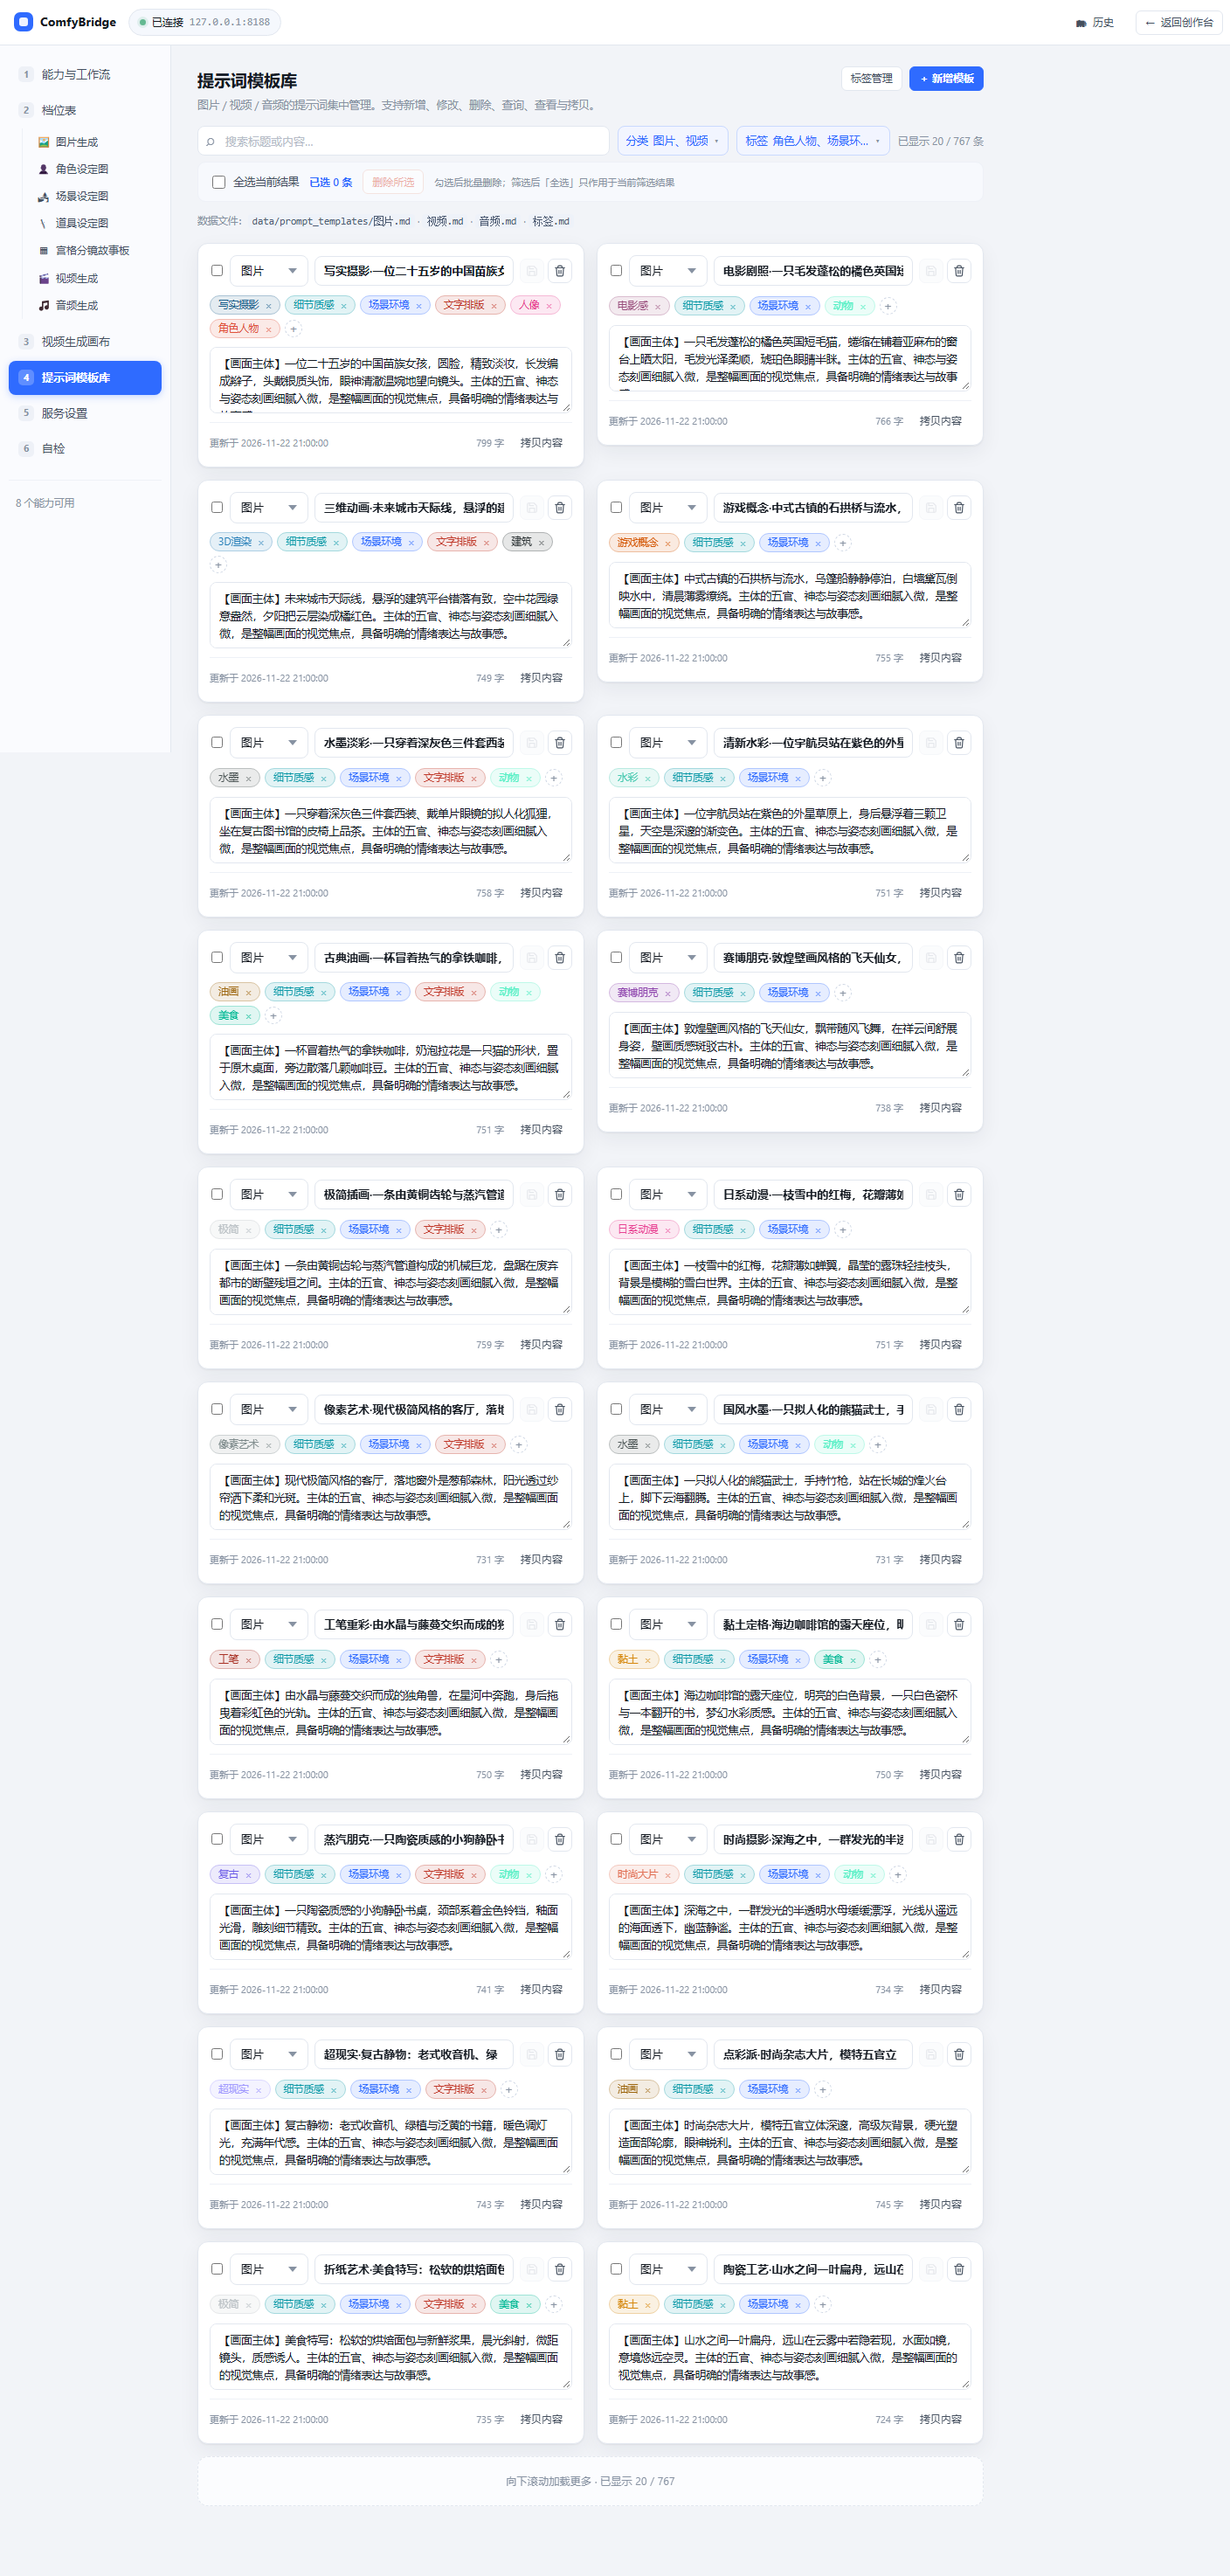 ComfyBridge
已连接 127.0.0.1:8188
历史
← 返回创作台
1 能力与工作流
2 档位表
图片生成
角色设定图
场景设定图
道具设定图
宫格分镜故事板
视频生成
音频生成
3 视频生成画布
4 提示词模板库
5 服务设置
6 自检
8 个能力可用
提示词模板库
标签管理
+ 新增模板
图片 / 视频 / 音频的提示词集中管理。支持新增、修改、删除、查询、查看与拷贝。
搜索标题或内容...
分类 图片、视频
标签 角色人物、场景环...
已显示 20 / 767 条
全选当前结果 已选 0 条 删除所选 勾选后批量删除；筛选后「全选」只作用于当前筛选结果
数据文件: data/prompt_templates/图片.md · 视频.md · 音频.md · 标签.md
图片 写实摄影·一位二十五岁的中国苗族女
写实摄影 × 细节质感 × 场景环境 × 文字排版 × 人像 ×
角色人物 × +
【画面主体】一位二十五岁的中国苗族女孩，圆脸，精致淡妆，长发编
成辫子，头戴银质头饰，眼神清澈温婉地望向镜头。主体的五官、神态
与姿态刻画细腻入微，是整幅画面的视觉焦点，具备明确的情绪表达与
更新于 2026-11-22 21:00:00 799 字 拷贝内容
图片 电影剧照·一只毛发蓬松的橘色英国短
电影感 × 细节质感 × 场景环境 × 动物 × +
【画面主体】一只毛发蓬松的橘色英国短毛猫，蜷缩在铺着亚麻布的窗
台上晒太阳，毛发光泽柔顺，琥珀色眼睛半眯。主体的五官、神态与姿
态刻画细腻入微，是整幅画面的视觉焦点，具备明确的情绪表达与故事
更新于 2026-11-22 21:00:00 766 字 拷贝内容
图片 三维动画·未来城市天际线，悬浮的建
3D渲染 × 细节质感 × 场景环境 × 文字排版 × 建筑 ×
+
【画面主体】未来城市天际线，悬浮的建筑平台错落有致，空中花园绿
意盎然，夕阳把云层染成橘红色。主体的五官、神态与姿态刻画细腻入
微，是整幅画面的视觉焦点，具备明确的情绪表达与故事感。
更新于 2026-11-22 21:00:00 749 字 拷贝内容
图片 游戏概念·中式古镇的石拱桥与流水，
游戏概念 × 细节质感 × 场景环境 × +
【画面主体】中式古镇的石拱桥与流水，乌篷船静静停泊，白墙黛瓦倒
映水中，清晨薄雾缭绕。主体的五官、神态与姿态刻画细腻入微，是整
幅画面的视觉焦点，具备明确的情绪表达与故事感。
更新于 2026-11-22 21:00:00 755 字 拷贝内容
图片 水墨淡彩·一只穿着深灰色三件套西装
水墨 × 细节质感 × 场景环境 × 文字排版 × 动物 × +
【画面主体】一只穿着深灰色三件套西装、戴单片眼镜的拟人化狐狸，
坐在复古图书馆的皮椅上品茶。主体的五官、神态与姿态刻画细腻入
微，是整幅画面的视觉焦点，具备明确的情绪表达与故事感。
更新于 2026-11-22 21:00:00 758 字 拷贝内容
图片 清新水彩·一位宇航员站在紫色的外星
水彩 × 细节质感 × 场景环境 × +
【画面主体】一位宇航员站在紫色的外星草原上，身后悬浮着三颗卫
星，天空是深邃的渐变色。主体的五官、神态与姿态刻画细腻入微，是
整幅画面的视觉焦点，具备明确的情绪表达与故事感。
更新于 2026-11-22 21:00:00 751 字 拷贝内容
图片 古典油画·一杯冒着热气的拿铁咖啡，
油画 × 细节质感 × 场景环境 × 文字排版 × 动物 ×
美食 × +
【画面主体】一杯冒着热气的拿铁咖啡，奶泡拉花是一只猫的形状，置
于原木桌面，旁边散落几颗咖啡豆。主体的五官、神态与姿态刻画细腻
入微，是整幅画面的视觉焦点，具备明确的情绪表达与故事感。
更新于 2026-11-22 21:00:00 751 字 拷贝内容
图片 赛博朋克·敦煌壁画风格的飞天仙女，
赛博朋克 × 细节质感 × 场景环境 × +
【画面主体】敦煌壁画风格的飞天仙女，飘带随风飞舞，在祥云间舒展
身姿，壁画质感斑驳古朴。主体的五官、神态与姿态刻画细腻入微，是
整幅画面的视觉焦点，具备明确的情绪表达与故事感。
更新于 2026-11-22 21:00:00 738 字 拷贝内容
图片 极简插画·一条由黄铜齿轮与蒸汽管道
极简 × 细节质感 × 场景环境 × 文字排版 × +
【画面主体】一条由黄铜齿轮与蒸汽管道构成的机械巨龙，盘踞在废弃
都市的断壁残垣之间。主体的五官、神态与姿态刻画细腻入微，是整幅
画面的视觉焦点，具备明确的情绪表达与故事感。
更新于 2026-11-22 21:00:00 759 字 拷贝内容
图片 日系动漫·一枝雪中的红梅，花瓣薄如
日系动漫 × 细节质感 × 场景环境 × +
【画面主体】一枝雪中的红梅，花瓣薄如蝉翼，晶莹的露珠轻挂枝头，
背景是模糊的雪白世界。主体的五官、神态与姿态刻画细腻入微，是整
幅画面的视觉焦点，具备明确的情绪表达与故事感。
更新于 2026-11-22 21:00:00 751 字 拷贝内容
图片 像素艺术·现代极简风格的客厅，落地
像素艺术 × 细节质感 × 场景环境 × 文字排版 × +
【画面主体】现代极简风格的客厅，落地窗外是葱郁森林，阳光透过纱
帘洒下柔和光斑。主体的五官、神态与姿态刻画细腻入微，是整幅画面
的视觉焦点，具备明确的情绪表达与故事感。
更新于 2026-11-22 21:00:00 731 字 拷贝内容
图片 国风水墨·一只拟人化的熊猫武士，手
水墨 × 细节质感 × 场景环境 × 动物 × +
【画面主体】一只拟人化的熊猫武士，手持竹枪，站在长城的烽火台
上，脚下云海翻腾。主体的五官、神态与姿态刻画细腻入微，是整幅画
面的视觉焦点，具备明确的情绪表达与故事感。
更新于 2026-11-22 21:00:00 731 字 拷贝内容
图片 工笔重彩·由水晶与藤蔓交织而成的独
工笔 × 细节质感 × 场景环境 × 文字排版 × +
【画面主体】由水晶与藤蔓交织而成的独角兽，在星河中奔跑，身后拖
曳着彩虹色的光轨。主体的五官、神态与姿态刻画细腻入微，是整幅画
面的视觉焦点，具备明确的情绪表达与故事感。
更新于 2026-11-22 21:00:00 750 字 拷贝内容
图片 黏土定格·海边咖啡馆的露天座位，明
黏土 × 细节质感 × 场景环境 × 美食 × +
【画面主体】海边咖啡馆的露天座位，明亮的白色背景，一只白色瓷杯
与一本翻开的书，梦幻水彩质感。主体的五官、神态与姿态刻画细腻入
微，是整幅画面的视觉焦点，具备明确的情绪表达与故事感。
更新于 2026-11-22 21:00:00 750 字 拷贝内容
图片 蒸汽朋克·一只陶瓷质感的小狗静卧书
复古 × 细节质感 × 场景环境 × 文字排版 × 动物 × +
【画面主体】一只陶瓷质感的小狗静卧书桌，颈部系着金色铃铛，釉面
光滑，雕刻细节精致。主体的五官、神态与姿态刻画细腻入微，是整幅
画面的视觉焦点，具备明确的情绪表达与故事感。
更新于 2026-11-22 21:00:00 741 字 拷贝内容
图片 时尚摄影·深海之中，一群发光的半透
时尚大片 × 细节质感 × 场景环境 × 动物 × +
【画面主体】深海之中，一群发光的半透明水母缓缓漂浮，光线从遥远
的海面透下，幽蓝静谧。主体的五官、神态与姿态刻画细腻入微，是整
幅画面的视觉焦点，具备明确的情绪表达与故事感。
更新于 2026-11-22 21:00:00 734 字 拷贝内容
图片 超现实·复古静物：老式收音机、绿
超现实 × 细节质感 × 场景环境 × 文字排版 × +
【画面主体】复古静物：老式收音机、绿植与泛黄的书籍，暖色调灯
光，充满年代感。主体的五官、神态与姿态刻画细腻入微，是整幅画面
的视觉焦点，具备明确的情绪表达与故事感。
更新于 2026-11-22 21:00:00 743 字 拷贝内容
图片 点彩派·时尚杂志大片，模特五官立
油画 × 细节质感 × 场景环境 × +
【画面主体】时尚杂志大片，模特五官立体深邃，高级灰背景，硬光塑
造面部轮廓，眼神锐利。主体的五官、神态与姿态刻画细腻入微，是整
幅画面的视觉焦点，具备明确的情绪表达与故事感。
更新于 2026-11-22 21:00:00 745 字 拷贝内容
图片 折纸艺术·美食特写：松软的烘焙面包
极简 × 细节质感 × 场景环境 × 文字排版 × 美食 × +
【画面主体】美食特写：松软的烘焙面包与新鲜浆果，晨光斜射，微距
镜头，质感诱人。主体的五官、神态与姿态刻画细腻入微，是整幅画面
的视觉焦点，具备明确的情绪表达与故事感。
更新于 2026-11-22 21:00:00 735 字 拷贝内容
图片 陶瓷工艺·山水之间一叶扁舟，远山在
黏土 × 细节质感 × 场景环境 × +
【画面主体】山水之间一叶扁舟，远山在云雾中若隐若现，水面如镜，
意境悠远空灵。主体的五官、神态与姿态刻画细腻入微，是整幅画面的
视觉焦点，具备明确的情绪表达与故事感。
更新于 2026-11-22 21:00:00 724 字 拷贝内容
向下滚动加载更多 · 已显示 20 / 767